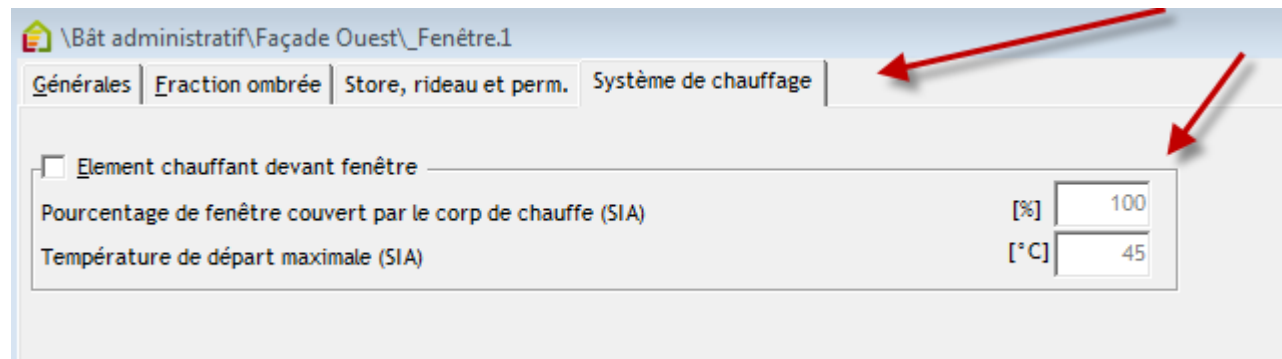 \Bât administratif\Façade Ouest\_Fenêtre.1
Générales Fraction ombrée Store, rideau et perm. Système de chauffage
Element chauffant devant fenêtre
Pourcentage de fenêtre couvert par le corp de chauffe (SIA) [%] 100
Température de départ maximale (SIA) [°C] 45